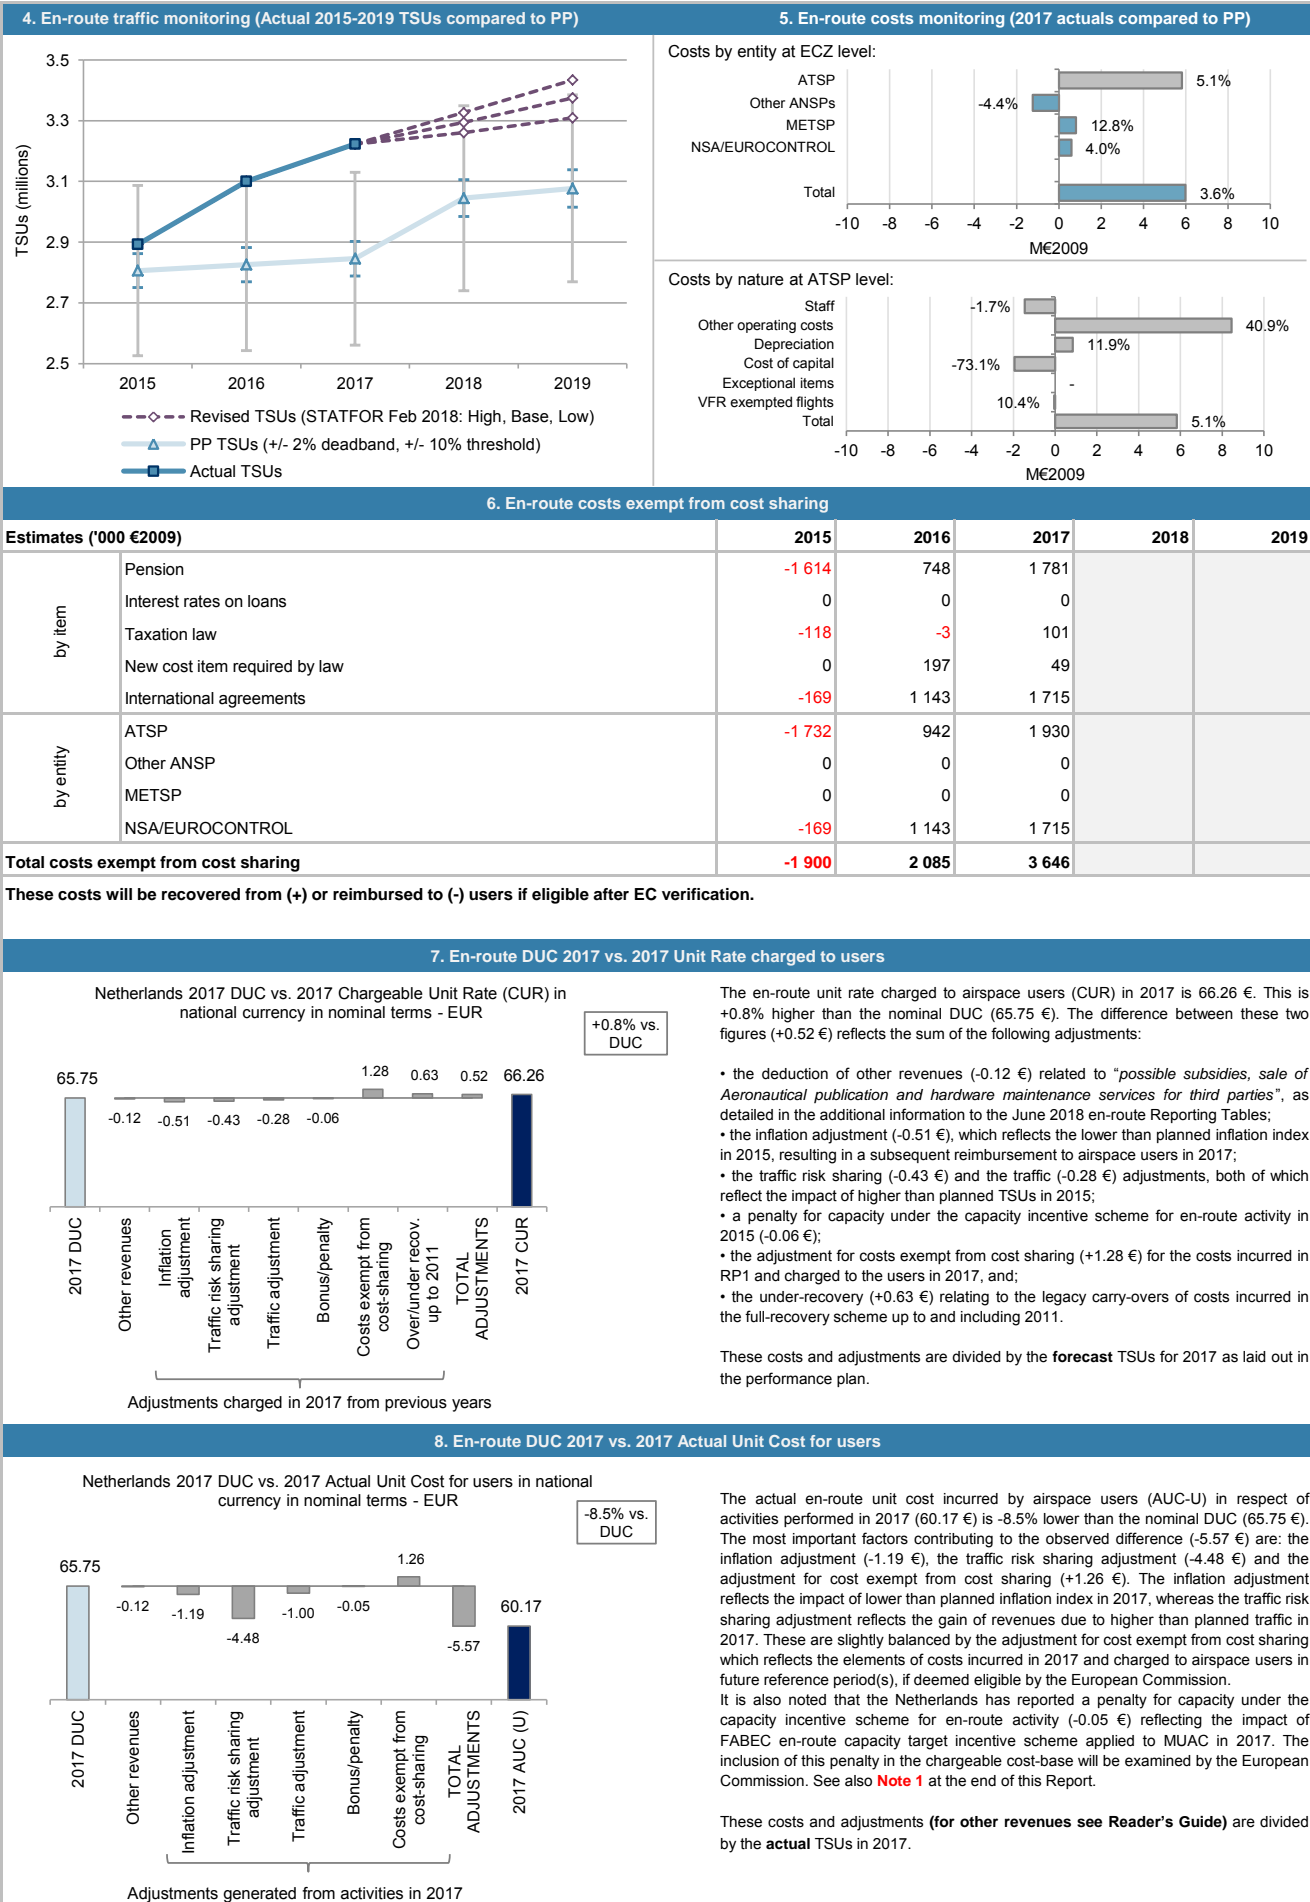 4. En-route traffic monitoring (Actual 2015-2019 TSUs compared to PP)
TSUs (millions)
3.5
3.3
3.1
2.9
2.7
2.5
2015 2016 2017 2018 2019
Revised TSUs (STATFOR Feb 2018: High, Base, Low)
PP TSUs (+/- 2% deadband, +/- 10% threshold)
Actual TSUs
5. En-route costs monitoring (2017 actuals compared to PP)
Costs by entity at ECZ level:
ATSP 5.1%
Other ANSPs -4.4%
METSP 12.8%
NSA/EUROCONTROL 4.0%
Total 3.6%
-10 -8 -6 -4 -2 0 2 4 6 8 10
M€2009
Costs by nature at ATSP level:
Staff -1.7%
Other operating costs 40.9%
Depreciation 11.9%
Cost of capital -73.1%
Exceptional items -
VFR exempted flights 10.4%
Total 5.1%
-10 -8 -6 -4 -2 0 2 4 6 8 10
M€2009
6. En-route costs exempt from cost sharing
Estimates ('000 €2009) 2015 2016 2017 2018 2019
by item
Pension -1 614 748 1 781
Interest rates on loans 0 0 0
Taxation law -118 -3 101
New cost item required by law 0 197 49
International agreements -169 1 143 1 715
by entity
ATSP -1 732 942 1 930
Other ANSP 0 0 0
METSP 0 0 0
NSA/EUROCONTROL -169 1 143 1 715
Total costs exempt from cost sharing -1 900 2 085 3 646
These costs will be recovered from (+) or reimbursed to (-) users if eligible after EC verification.
7. En-route DUC 2017 vs. 2017 Unit Rate charged to users
Netherlands 2017 DUC vs. 2017 Chargeable Unit Rate (CUR) in
national currency in nominal terms - EUR
+0.8% vs.
DUC
65.75 -0.12 -0.51 -0.43 -0.28 -0.06 1.28 0.63 0.52 66.26
2017 DUC
Other revenues
Inflation
adjustment
Traffic risk sharing
adjustment
Traffic adjustment
Bonus/penalty
Costs exempt from
cost-sharing
Over/under recov.
up to 2011
TOTAL
ADJUSTMENTS
2017 CUR
Adjustments charged in 2017 from previous years
The en-route unit rate charged to airspace users (CUR) in 2017 is 66.26 €. This is
+0.8% higher than the nominal DUC (65.75 €). The difference between these two
figures (+0.52 €) reflects the sum of the following adjustments:
• the deduction of other revenues (-0.12 €) related to “possible subsidies, sale of
Aeronautical publication and hardware maintenance services for third parties”, as
detailed in the additional information to the June 2018 en-route Reporting Tables;
• the inflation adjustment (-0.51 €), which reflects the lower than planned inflation index
in 2015, resulting in a subsequent reimbursement to airspace users in 2017;
• the traffic risk sharing (-0.43 €) and the traffic (-0.28 €) adjustments, both of which
reflect the impact of higher than planned TSUs in 2015;
• a penalty for capacity under the capacity incentive scheme for en-route activity in
2015 (-0.06 €);
• the adjustment for costs exempt from cost sharing (+1.28 €) for the costs incurred in
RP1 and charged to the users in 2017, and;
• the under-recovery (+0.63 €) relating to the legacy carry-overs of costs incurred in
the full-recovery scheme up to and including 2011.
These costs and adjustments are divided by the forecast TSUs for 2017 as laid out in
the performance plan.
8. En-route DUC 2017 vs. 2017 Actual Unit Cost for users
Netherlands 2017 DUC vs. 2017 Actual Unit Cost for users in national
currency in nominal terms - EUR
-8.5% vs.
DUC
65.75 -0.12 -1.19 -4.48 -1.00 -0.05 1.26 -5.57 60.17
2017 DUC
Other revenues
Inflation adjustment
Traffic risk sharing
adjustment
Traffic adjustment
Bonus/penalty
Costs exempt from
cost-sharing
TOTAL
ADJUSTMENTS
2017 AUC (U)
Adjustments generated from activities in 2017
The actual en-route unit cost incurred by airspace users (AUC-U) in respect of
activities performed in 2017 (60.17 €) is -8.5% lower than the nominal DUC (65.75 €).
The most important factors contributing to the observed difference (-5.57 €) are: the
inflation adjustment (-1.19 €), the traffic risk sharing adjustment (-4.48 €) and the
adjustment for cost exempt from cost sharing (+1.26 €). The inflation adjustment
reflects the impact of lower than planned inflation index in 2017, whereas the traffic risk
sharing adjustment reflects the gain of revenues due to higher than planned traffic in
2017. These are slightly balanced by the adjustment for cost exempt from cost sharing
which reflects the elements of costs incurred in 2017 and charged to airspace users in
future reference period(s), if deemed eligible by the European Commission.
It is also noted that the Netherlands has reported a penalty for capacity under the
capacity incentive scheme for en-route activity (-0.05 €) reflecting the impact of
FABEC en-route capacity target incentive scheme applied to MUAC in 2017. The
inclusion of this penalty in the chargeable cost-base will be examined by the European
Commission. See also Note 1 at the end of this Report.
These costs and adjustments (for other revenues see Reader's Guide) are divided
by the actual TSUs in 2017.